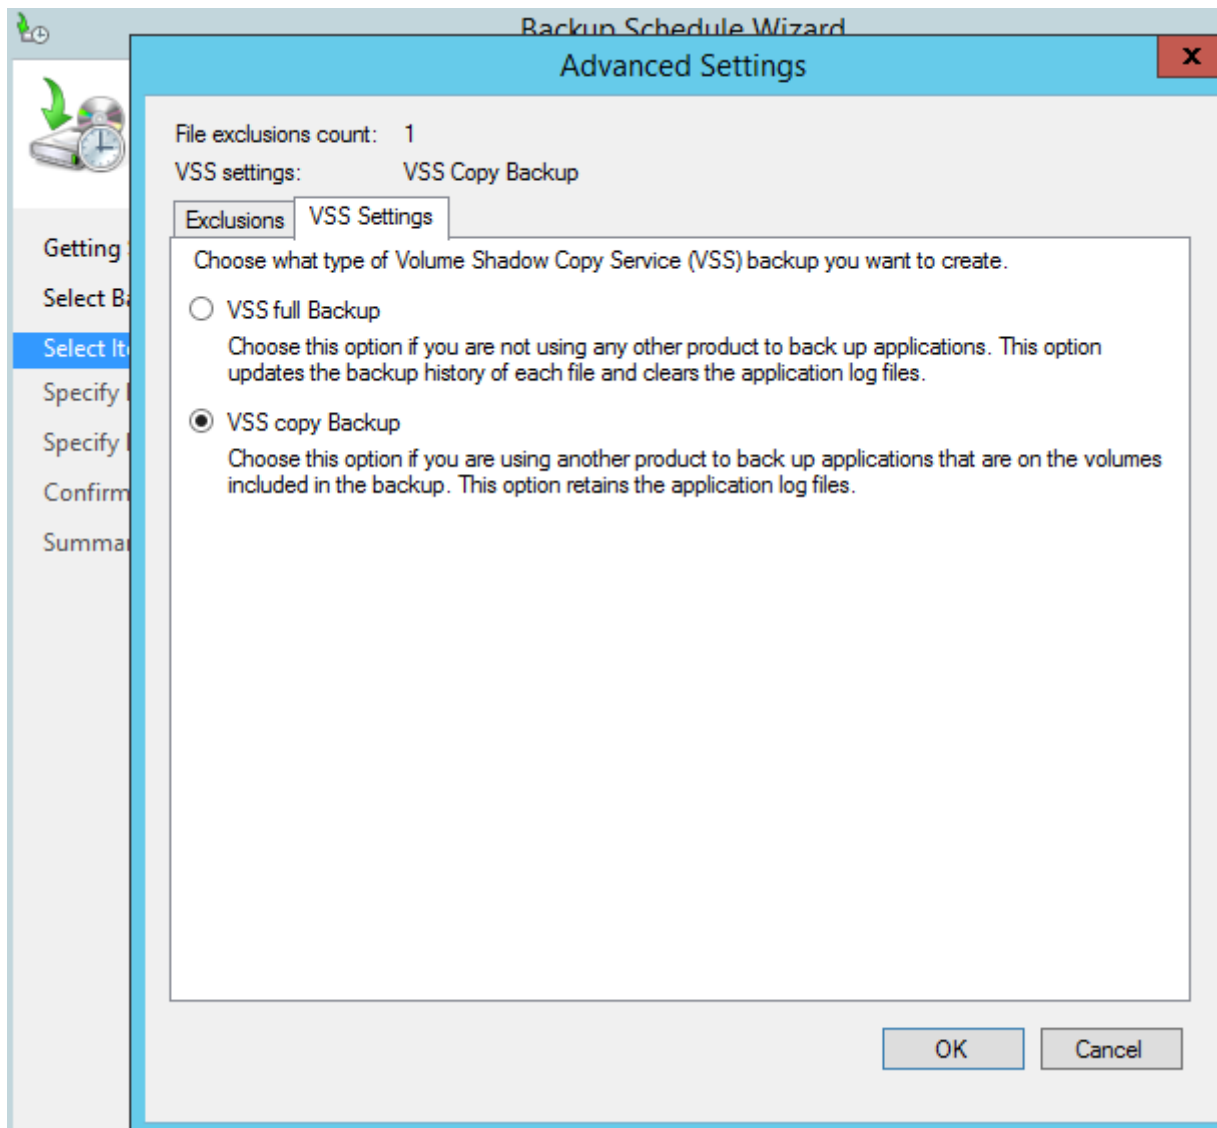 Backup Schedule Wizard
Advanced Settings
x
File exclusions count: 1
VSS settings: VSS Copy Backup
Exclusions
VSS Settings
Getting
Select
Select
Specify
Specify
Confirm
Choose what type of Volume Shadow Copy Service (VSS) backup you want to create.
VSS full Backup
Choose this option if you are not using any other product to back up applications. This option
updates the backup history of each file and clears the application log files.
VSS copy Backup
Choose this option if you are using another product to back up applications that are on the volumes
included in the backup. This option retains the application log files.
OK
Cancel